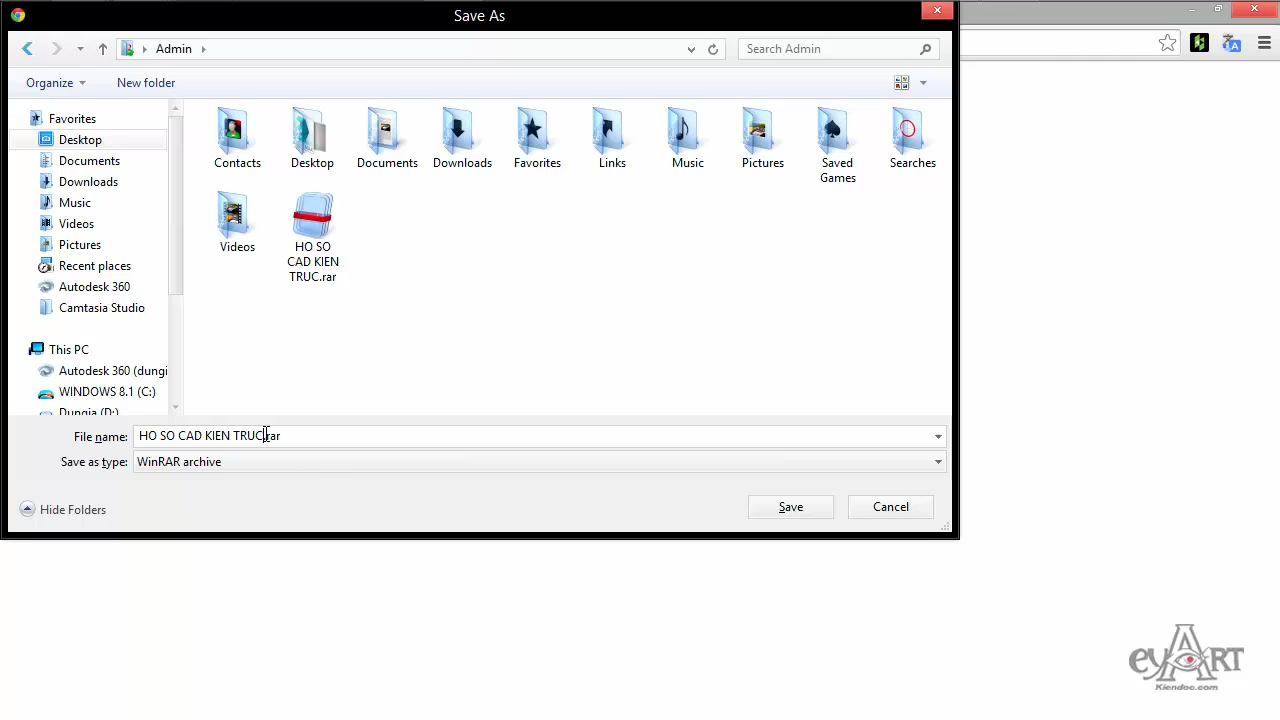 Save As
Admin
Search Admin
Organize
New folder
Favorites
Desktop
Documents
Downloads
Music
Videos
Pictures
Recent places
Autodesk 360
Camtasia Studio
This PC
Autodesk 360 (dungi
WINDOWS 8.1 (C:)
Dungia (D:)
Contacts
Desktop
Documents
Downloads
Favorites
Links
Music
Pictures
Saved
Games
Searches
Videos
HO SO
CAD KIEN
TRUC.rar
File name: HO SO CAD KIEN TRUC.rar
Save as type: WinRAR archive
Hide Folders
Save
Cancel
eyART
Kiendoc.com